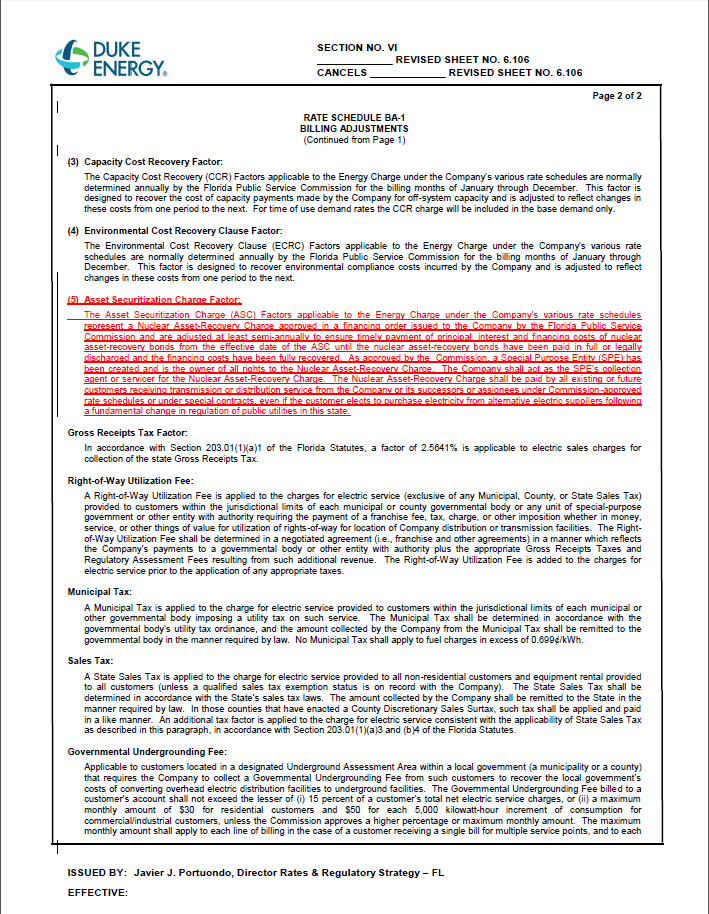 DUKE
ENERGY®
SECTION NO. VI
_____________ REVISED SHEET NO. 6.106
CANCELS _____________ REVISED SHEET NO. 6.106
Page 2 of 2
RATE SCHEDULE BA-1
BILLING ADJUSTMENTS
(Continued from Page 1)
(3) Capacity Cost Recovery Factor:
The Capacity Cost Recovery (CCR) Factors applicable to the Energy Charge under the Company's various rate schedules are normally
determined annually by the Florida Public Service Commission for the billing months of January through December. This factor is
designed to recover the cost of capacity payments made by the Company for off-system capacity and is adjusted to reflect changes in
these costs from one period to the next. For time of use demand rates the CCR charge will be included in the base demand only.
(4) Environmental Cost Recovery Clause Factor:
The Environmental Cost Recovery Clause (ECRC) Factors applicable to the Energy Charge under the Company's various rate
schedules are normally determined annually by the Florida Public Service Commission for the billing months of January through
December. This factor is designed to recover environmental compliance costs incurred by the Company and is adjusted to reflect
changes in these costs from one period to the next.
(5) Asset Securitization Charge Factor:
The Asset Securitization Charge (ASC) Factors applicable to the Energy Charge under the Company's various rate schedules
represent a Nuclear Asset-Recovery Charge approved in a financing order issued to the Company by the Florida Public Service
Commission and are adjusted at least semi-annually to ensure timely payment of principal, interest and financing costs of nuclear
asset-recovery bonds from the effective date of the ASC until the nuclear asset-recovery bonds have been paid in full or legally
discharged and the financing costs have been fully recovered. As approved by the Commission, a Special Purpose Entity (SPE) has
been created and is the owner of all rights to the Nuclear Asset-Recovery Charge. The Company shall act as the SPE's collection
agent or servicer for the Nuclear Asset-Recovery Charge. The Nuclear Asset-Recovery Charge shall be paid by all existing or future
customers receiving transmission or distribution service from the Company or its successors or assignees under Commission-approved
rate schedules or under special contracts, even if the customer elects to purchase electricity from alternative electric suppliers following
a fundamental change in regulation of public utilities in this state.
Gross Receipts Tax Factor:
In accordance with Section 203.01(1)(a)1 of the Florida Statutes, a factor of 2.5641% is applicable to electric sales charges for
collection of the state Gross Receipts Tax.
Right-of-Way Utilization Fee:
A Right-of-Way Utilization Fee is applied to the charges for electric service (exclusive of any Municipal, County, or State Sales Tax)
provided to customers within the jurisdictional limits of each municipal or county governmental body or any unit of special-purpose
government or other entity with authority requiring the payment of a franchise fee, tax, charge, or other imposition whether in money,
service, or other things of value for utilization of rights-of-way for location of Company distribution or transmission facilities. The Right-
of-Way Utilization Fee shall be determined in a negotiated agreement (i.e., franchise and other agreements) in a manner which reflects
the Company's payments to a governmental body or other entity with authority plus the appropriate Gross Receipts Taxes and
Regulatory Assessment Fees resulting from such additional revenue. The Right-of-Way Utilization Fee is added to the charges for
electric service prior to the application of any appropriate taxes.
Municipal Tax:
A Municipal Tax is applied to the charge for electric service provided to customers within the jurisdictional limits of each municipal or
other governmental body imposing a utility tax on such service. The Municipal Tax shall be determined in accordance with the
governmental body's utility tax ordinance, and the amount collected by the Company from the Municipal Tax shall be remitted to the
governmental body in the manner required by law. No Municipal Tax shall apply to fuel charges in excess of 0.699¢/kWh.
Sales Tax:
A State Sales Tax is applied to the charge for electric service provided to all non-residential customers and equipment rental provided
to all customers (unless a qualified sales tax exemption status is on record with the Company). The State Sales Tax shall be
determined in accordance with the State's sales tax laws. The amount collected by the Company shall be remitted to the State in the
manner required by law. In those counties that have enacted a County Discretionary Sales Surtax, such tax shall be applied and paid
in a like manner. An additional tax factor is applied to the charge for electric service consistent with the applicability of State Sales Tax
as described in this paragraph, in accordance with Section 203.01(1)(a)3 and (b)4 of the Florida Statutes.
Governmental Undergrounding Fee:
Applicable to customers located in a designated Underground Assessment Area within a local government (a municipality or a county)
that requires the Company to collect a Governmental Undergrounding Fee from such customers to recover the local government's
costs of converting overhead electric distribution facilities to underground facilities. The Governmental Undergrounding Fee billed to a
customer's account shall not exceed the lesser of (i) 15 percent of a customer's total net electric service charges, or (ii) a maximum
monthly amount of $30 for residential customers and $50 for each 5,000 kilowatt-hour increment of consumption for
commercial/industrial customers, unless the Commission approves a higher percentage or maximum monthly amount. The maximum
monthly amount shall apply to each line of billing in the case of a customer receiving a single bill for multiple service points, and to each
ISSUED BY: Javier J. Portuondo, Director Rates & Regulatory Strategy – FL
EFFECTIVE: